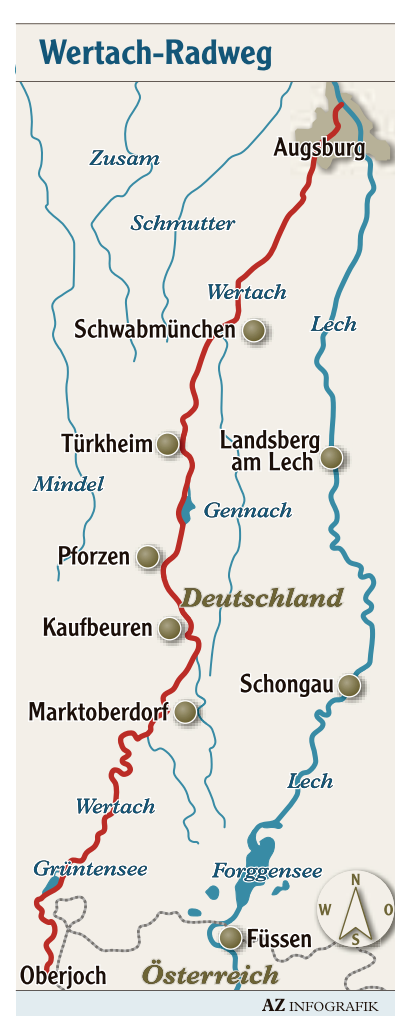 Wertach-Radweg
Augsburg
Zusam
Schmutter
Wertach
Schwabmünchen
Lech
Türkheim
Landsberg
am Lech
Mindel
Gennach
Pforzen
Deutschland
Kaufbeuren
Schongau
Marktoberdorf
Lech
Wertach
Grüntensee
Forggensee
N
W
O
S
Füssen
Oberjoch
Österreich
AZ INFOGRAFIK